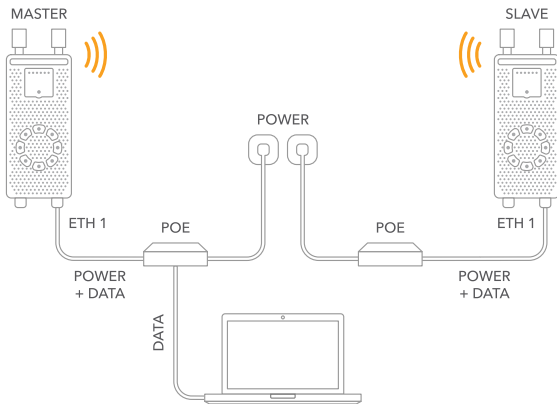 MASTER
SLAVE
POWER
ETH 1
POE
POE
ETH 1
POWER
+ DATA
POWER
+ DATA
DATA